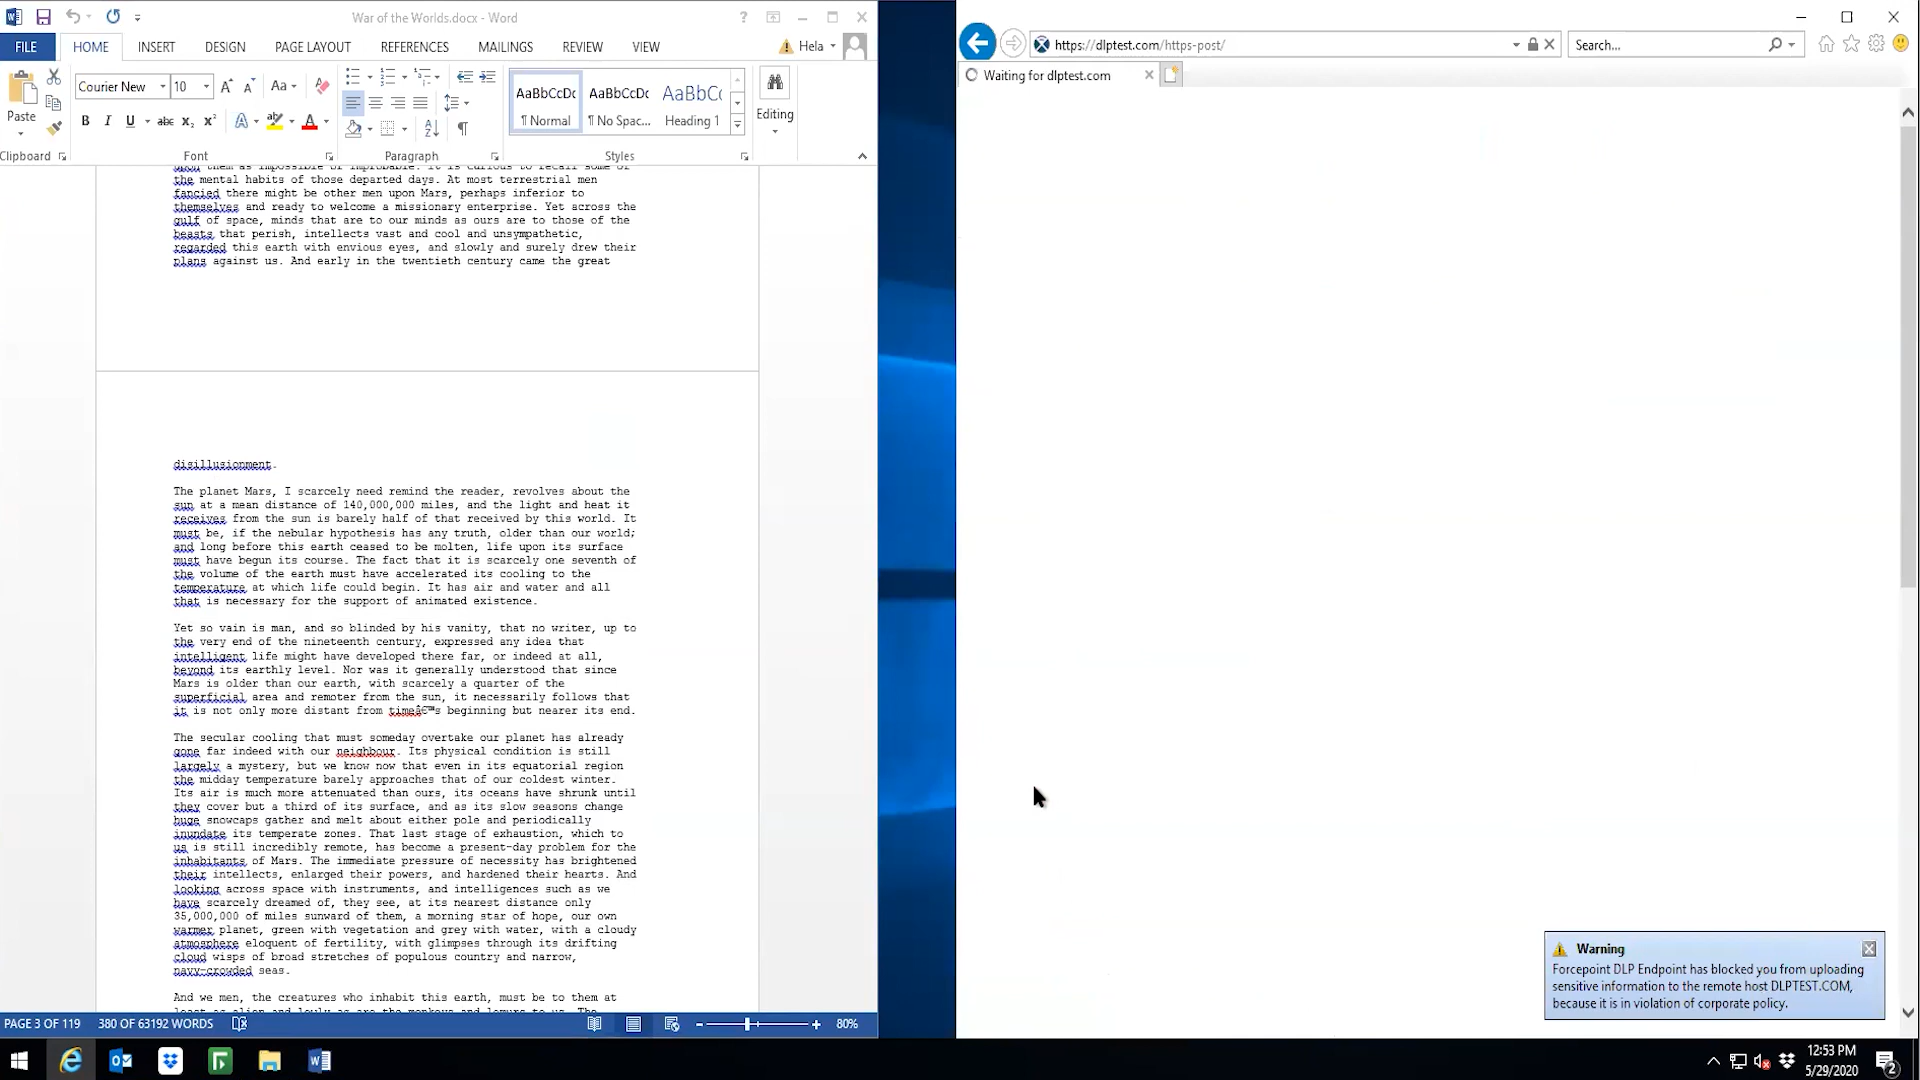 War of the Worlds.docx - Word
FILE
HOME
INSERT
DESIGN
PAGE LAYOUT
REFERENCES
MAILINGS
REVIEW
VIEW
Hela
Paste
Courier New
10
Aa
B I U abc x₂ x²
A
AaBbCcDc
¶ Normal
AaBbCcDc
¶ No Spac...
AaBbC
Heading 1
Editing
Clipboard
Font
Paragraph
Styles
the mental habits of those departed days. At most terrestrial men
fancied there might be other men upon Mars, perhaps inferior to
themselves and ready to welcome a missionary enterprise. Yet across the
gulf of space, minds that are to our minds as ours are to those of the
beasts that perish, intellects vast and cool and unsympathetic,
regarded this earth with envious eyes, and slowly and surely drew their
plans against us. And early in the twentieth century came the great
disillusionment.
The planet Mars, I scarcely need remind the reader, revolves about the
sun at a mean distance of 140,000,000 miles, and the light and heat it
receives from the sun is barely half of that received by this world. It
must be, if the nebular hypothesis has any truth, older than our world;
and long before this earth ceased to be molten, life upon its surface
must have begun its course. The fact that it is scarcely one seventh of
the volume of the earth must have accelerated its cooling to the
temperature at which life could begin. It has air and water and all
that is necessary for the support of animated existence.
Yet so vain is man, and so blinded by his vanity, that no writer, up to
the very end of the nineteenth century, expressed any idea that
intelligent life might have developed there far, or indeed at all,
beyond its earthly level. Nor was it generally understood that since
Mars is older than our earth, with scarcely a quarter of the
superficial area and remoter from the sun, it necessarily follows that
it is not only more distant from timeâ€™s beginning but nearer its end.
The secular cooling that must someday overtake our planet has already
gone far indeed with our neighbour. Its physical condition is still
largely a mystery, but we know now that even in its equatorial region
the midday temperature barely approaches that of our coldest winter.
Its air is much more attenuated than ours, its oceans have shrunk until
they cover but a third of its surface, and as its slow seasons change
huge snowcaps gather and melt about either pole and periodically
inundate its temperate zones. That last stage of exhaustion, which to
us is still incredibly remote, has become a present-day problem for the
inhabitants of Mars. The immediate pressure of necessity has brightened
their intellects, enlarged their powers, and hardened their hearts. And
looking across space with instruments, and intelligences such as we
have scarcely dreamed of, they see, at its nearest distance only
35,000,000 of miles sunward of them, a morning star of hope, our own
warmer planet, green with vegetation and grey with water, with a cloudy
atmosphere eloquent of fertility, with glimpses through its drifting
cloud wisps of broad stretches of populous country and narrow,
navy-crowded seas.
And we men, the creatures who inhabit this earth, must be to them at
PAGE 3 OF 119
380 OF 63192 WORDS
80%
https://dlptest.com/https-post/
Search...
Waiting for dlptest.com
Warning
Forcepoint DLP Endpoint has blocked you from uploading
sensitive information to the remote host DLPTEST.COM,
because it is in violation of corporate policy.
12:53 PM
5/29/2020
2